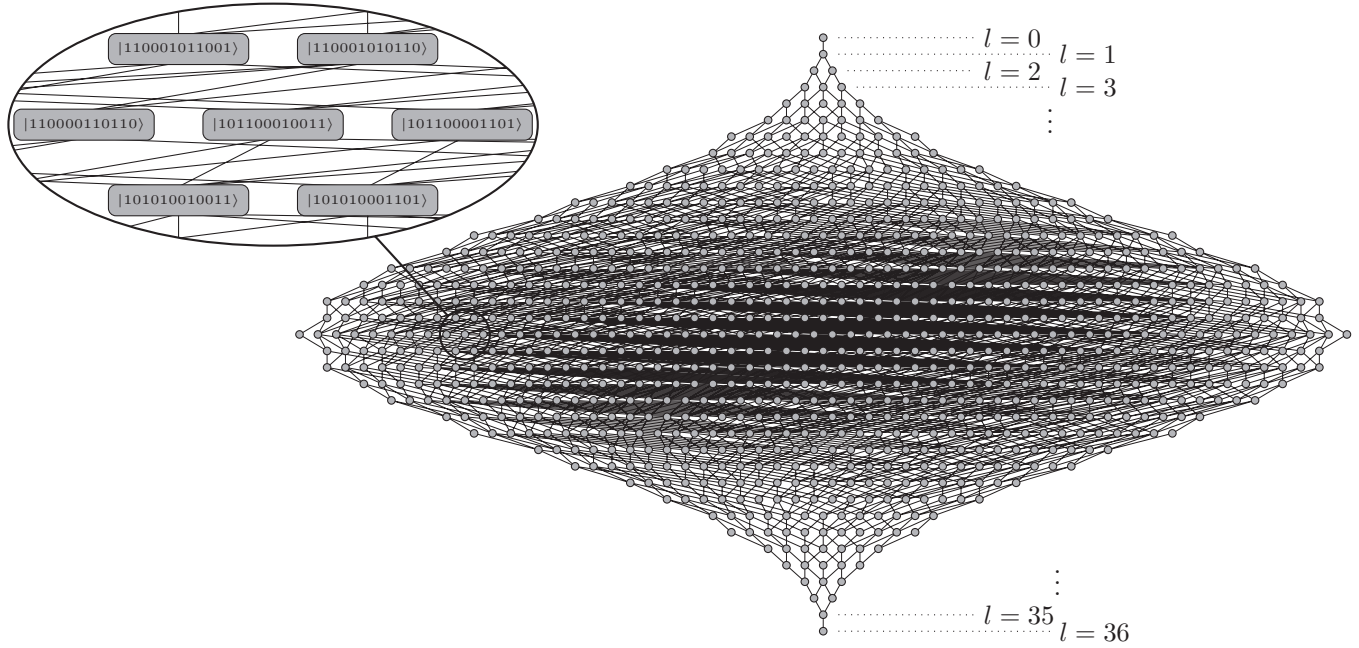 |110001011001⟩ |110001010110⟩
|110000110110⟩ |101100010011⟩ |101100001101⟩
|101010010011⟩ |101010001101⟩
l = 0
l = 1
l = 2
l = 3
⋮
⋮
l = 35
l = 36